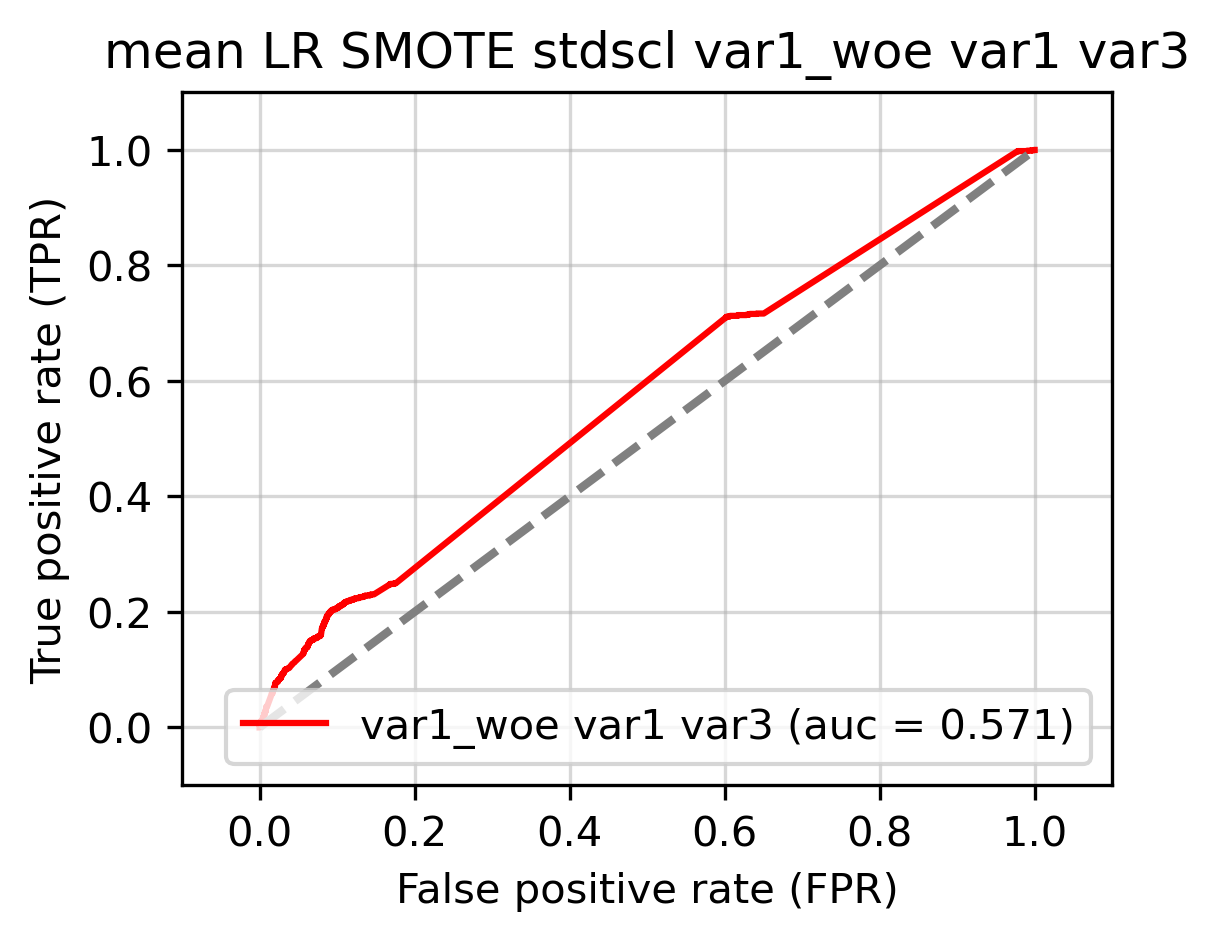 mean LR SMOTE stdscl var1_woe var1 var3
1.0
0.8
0.6
0.4
0.2
0.0
True positive rate (TPR)
var1_woe var1 var3 (auc = 0.571)
0.0 0.2 0.4 0.6 0.8 1.0
False positive rate (FPR)